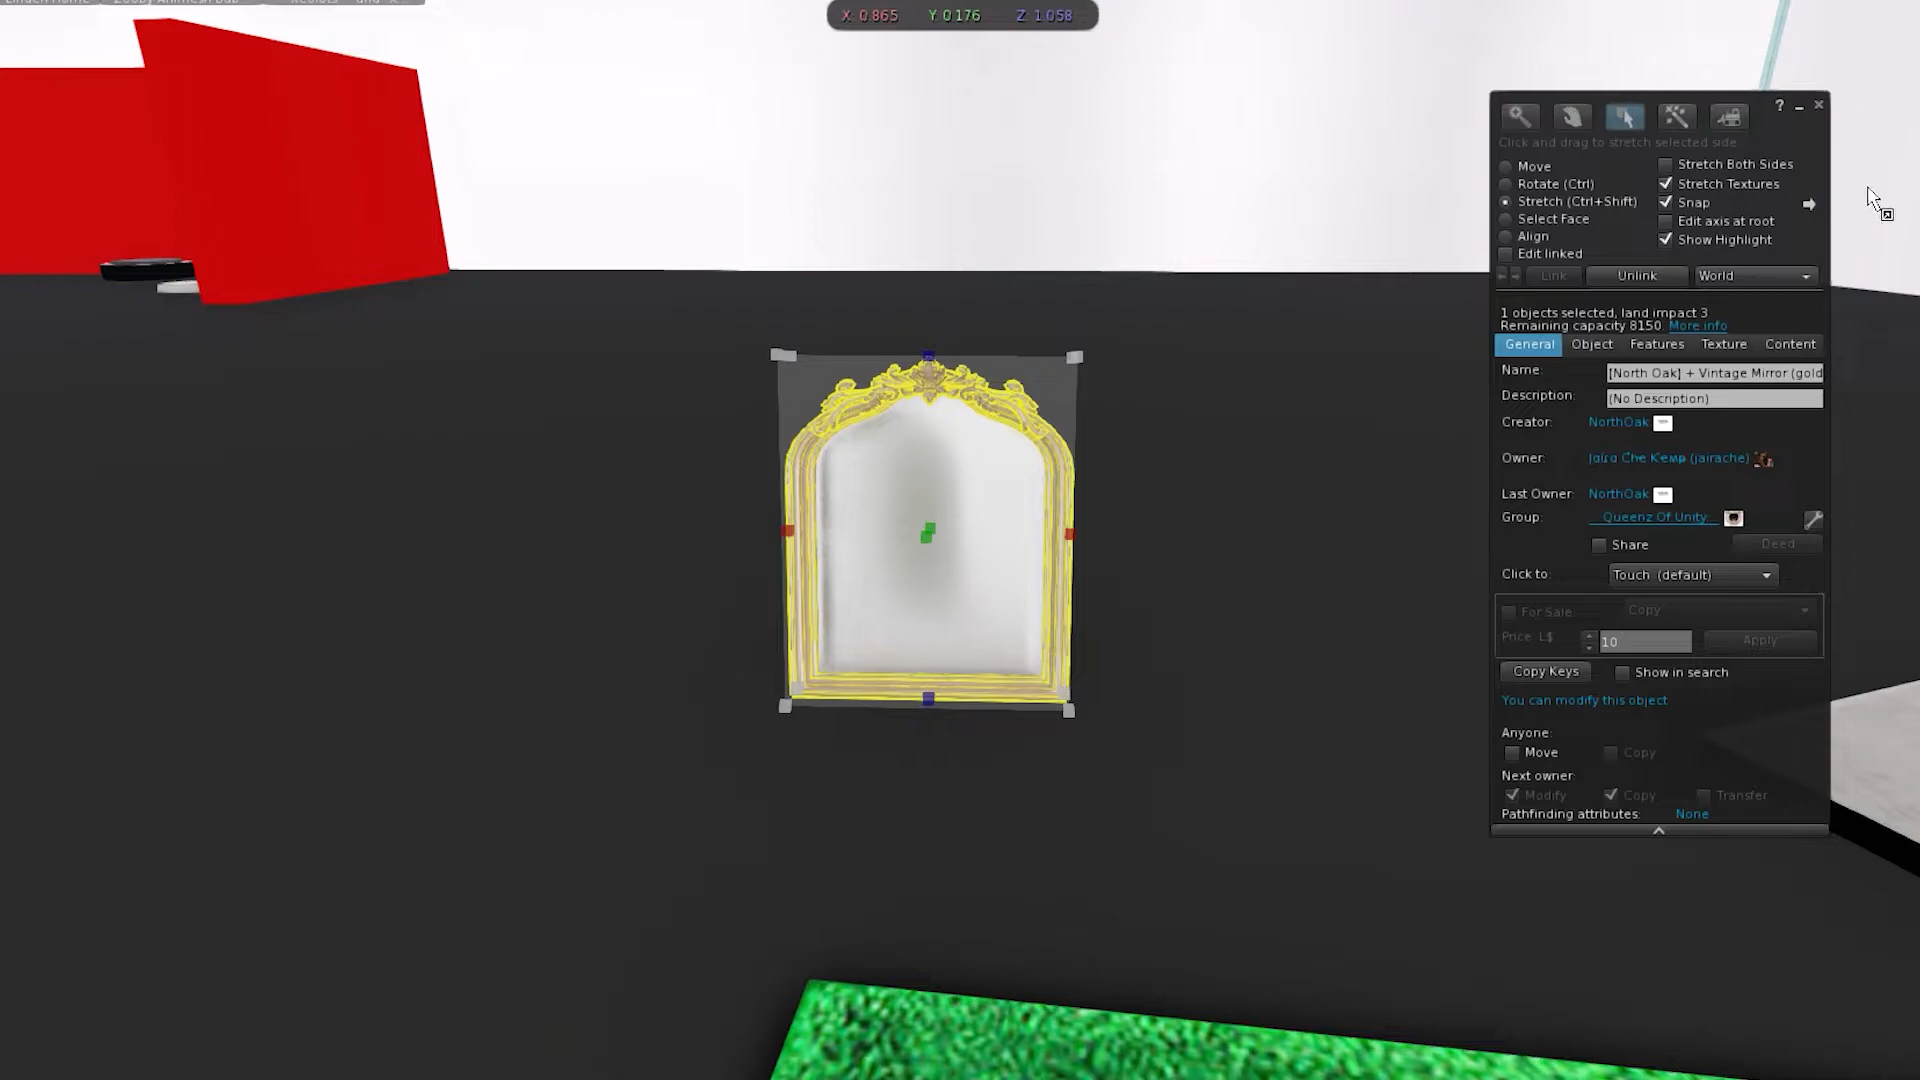 X: 0.865 Y: 0.176 Z: 1.058
?
Click and drag to stretch selected side
Move
Stretch Both Sides
Rotate (Ctrl)
Stretch Textures
Stretch (Ctrl+Shift)
Snap
Select Face
Edit axis at root
Align
Show Highlight
Edit linked
Link Unlink World
1 objects selected, land impact 3
Remaining capacity 8150. More info
General Object Features Texture Content
Name: [North Oak] + Vintage Mirror (gold
Description: (No Description)
Creator: NorthOak
Owner: Che Kemp (jairache)
Last Owner: NorthOak
Group: Queenz Of Unity
Share Deed
Click to: Touch (default)
For Sale Copy
Price L$ 10 Apply
Copy Keys Show in search
You can modify this object
Anyone:
Move Copy
Next owner:
Modify Copy Transfer
Pathfinding attributes: None